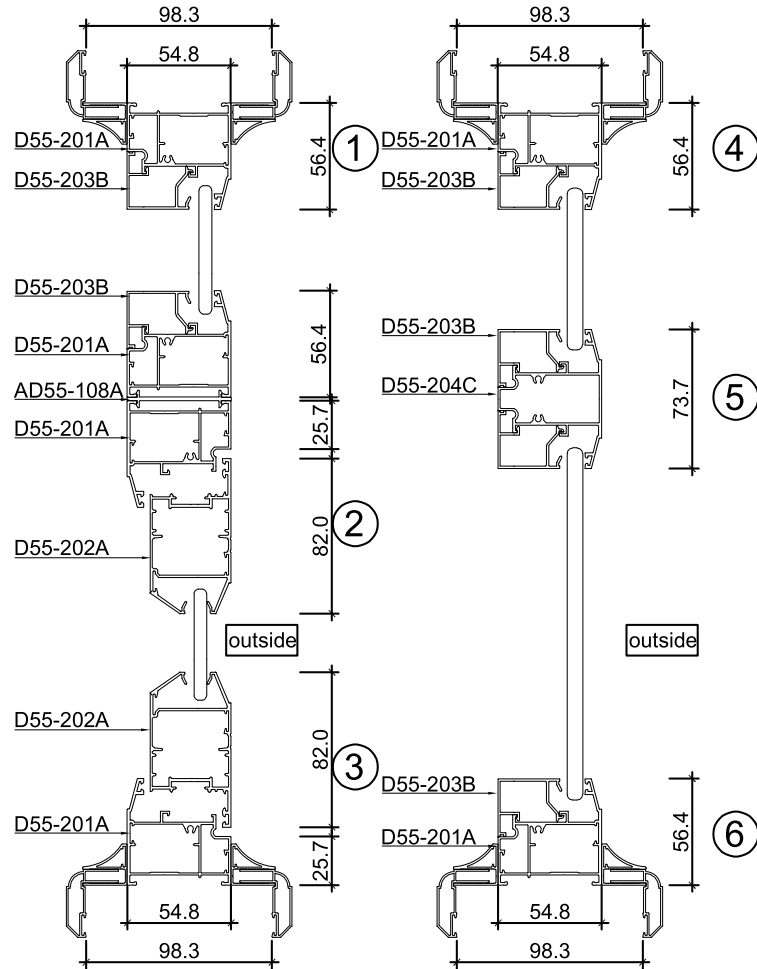 98.3
54.8
D55-201A
D55-203B
56.4
1
D55-203B
D55-201A
AD55-108A
D55-201A
56.4
25.7
82.0
2
D55-202A
outside
D55-202A
82.0
3
D55-201A
25.7
54.8
98.3
98.3
54.8
D55-201A
D55-203B
56.4
4
D55-203B
D55-204C
73.7
5
outside
D55-203B
D55-201A
56.4
6
54.8
98.3